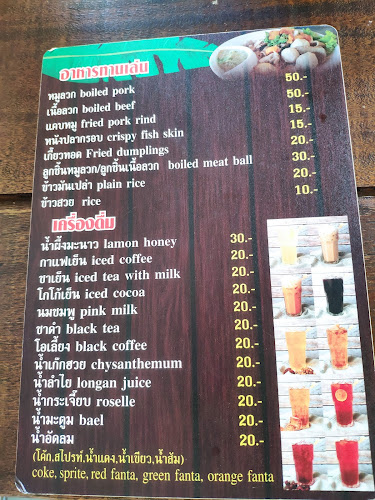 อาหารทานเล่น
หมูลวก boiled pork 50.-
เนื้อลวก boiled beef 50.-
แคบหมู fried pork rind 15.-
หนังปลากรอบ crispy fish skin 15.-
เกี๊ยวทอด Fried dumplings 20.-
ลูกชิ้นหมูลวก/ลูกชิ้นเนื้อลวก boiled meat ball 30.-
ข้าวมันเปล่า plain rice 20.-
ข้าวสวย rice 10.-
เครื่องดื่ม
น้ำผึ้งมะนาว lamon honey 30.-
กาแฟเย็น iced coffee 20.-
ชาเย็น iced tea with milk 20.-
โกโก้เย็น iced cocoa 20.-
นมชมพู pink milk 20.-
ชาดำ black tea 20.-
โอเลี้ยง black coffee 20.-
น้ำเก๊กฮวย chysanthemum 20.-
น้ำลำไย longan juice 20.-
น้ำกระเจี๊ยบ roselle 20.-
น้ำมะตูม bael 20.-
น้ำอัดลม 20.-
(โค้ก,สไปรท์,น้ำแดง,น้ำเขียว,น้ำส้ม)
coke, sprite, red fanta, green fanta, orange fanta